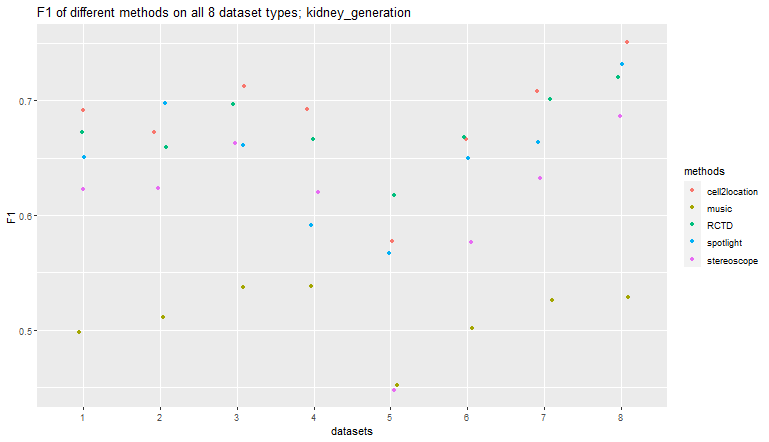 F1 of different methods on all 8 dataset types; kidney_generation
0.7
0.6
0.5
F1
1 2 3 4 5 6 7 8
datasets
methods
cell2location
music
RCTD
spotlight
stereoscope